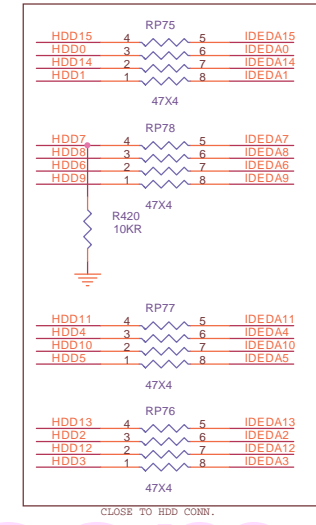 RP75
HDD15 4 5 IDEDA15
HDD0 3 6 IDEDA0
HDD14 2 7 IDEDA14
HDD1 1 8 IDEDA1
47X4
RP78
HDD7 4 5 IDEDA7
HDD8 3 6 IDEDA8
HDD6 2 7 IDEDA6
HDD9 1 8 IDEDA9
47X4
R420
10KR
RP77
HDD11 4 5 IDEDA11
HDD4 3 6 IDEDA4
HDD10 2 7 IDEDA10
HDD5 1 8 IDEDA5
47X4
RP76
HDD13 4 5 IDEDA13
HDD2 3 6 IDEDA2
HDD12 2 7 IDEDA12
HDD3 1 8 IDEDA3
47X4
CLOSE TO HDD CONN.